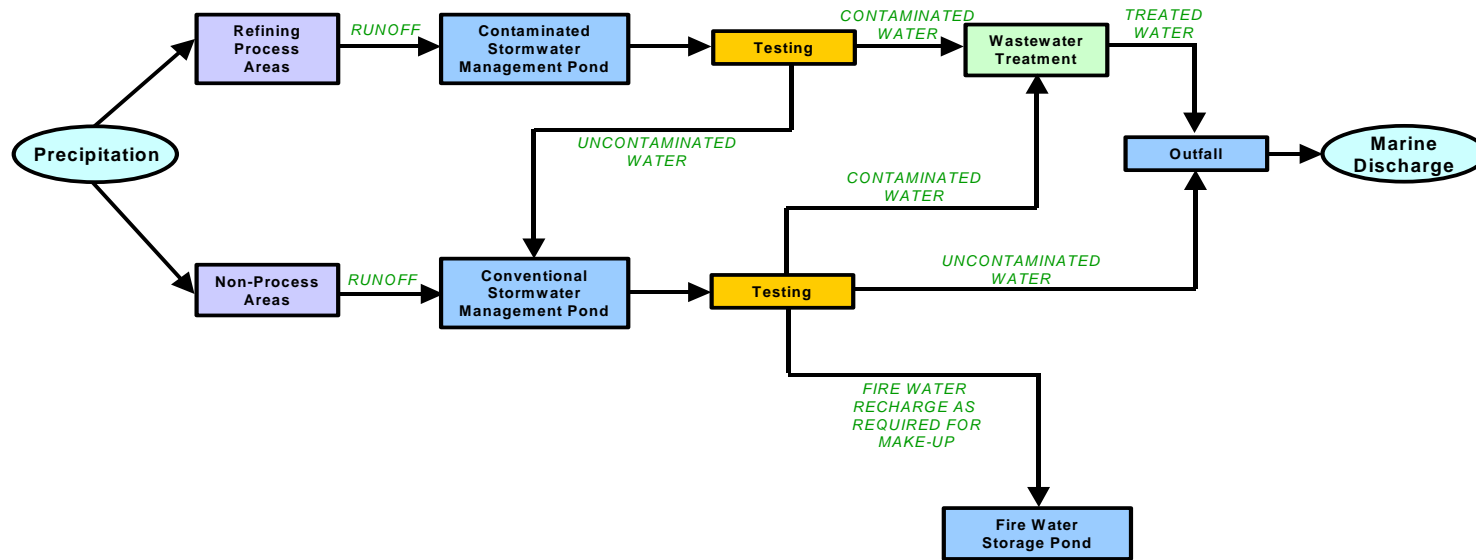 Refining
Process
Areas
RUNOFF
Contaminated
Stormwater
Management Pond
Testing
CONTAMINATED
WATER
Wastewater
Treatment
TREATED
WATER
Precipitation
UNCONTAMINATED
WATER
CONTAMINATED
WATER
Outfall
Marine
Discharge
Non-Process
Areas
RUNOFF
Conventional
Stormwater
Management Pond
Testing
UNCONTAMINATED
WATER
FIRE WATER
RECHARGE AS
REQUIRED FOR
MAKE-UP
Fire Water
Storage Pond